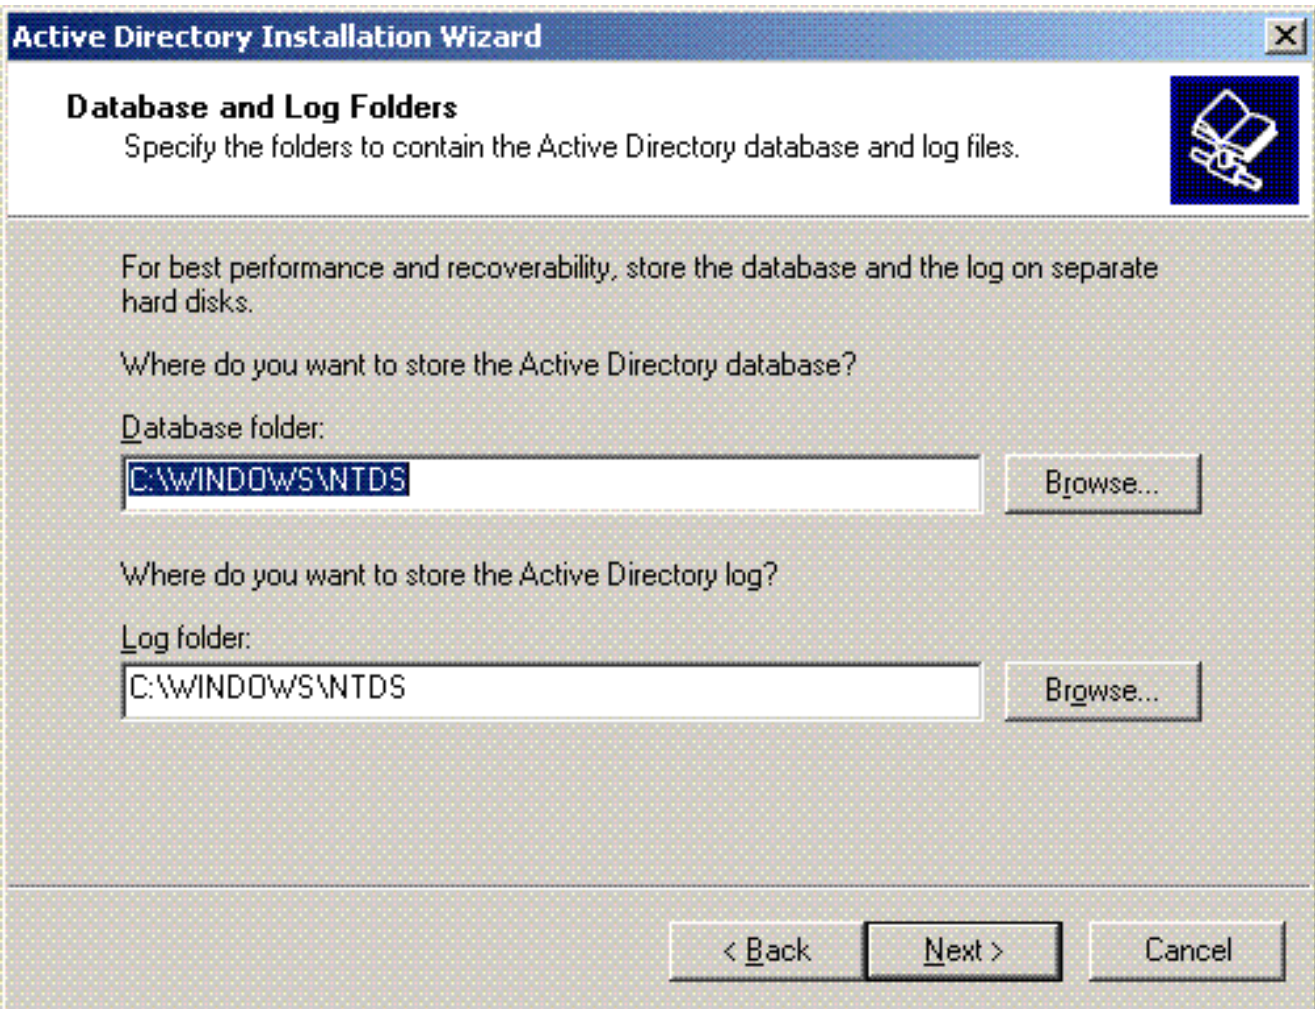 Active Directory Installation Wizard
Database and Log Folders
Specify the folders to contain the Active Directory database and log files.
For best performance and recoverability, store the database and the log on separate
hard disks.
Where do you want to store the Active Directory database?
Database folder:
C:\WINDOWS\NTDS
Browse...
Where do you want to store the Active Directory log?
Log folder:
C:\WINDOWS\NTDS
Browse...
< Back
Next >
Cancel